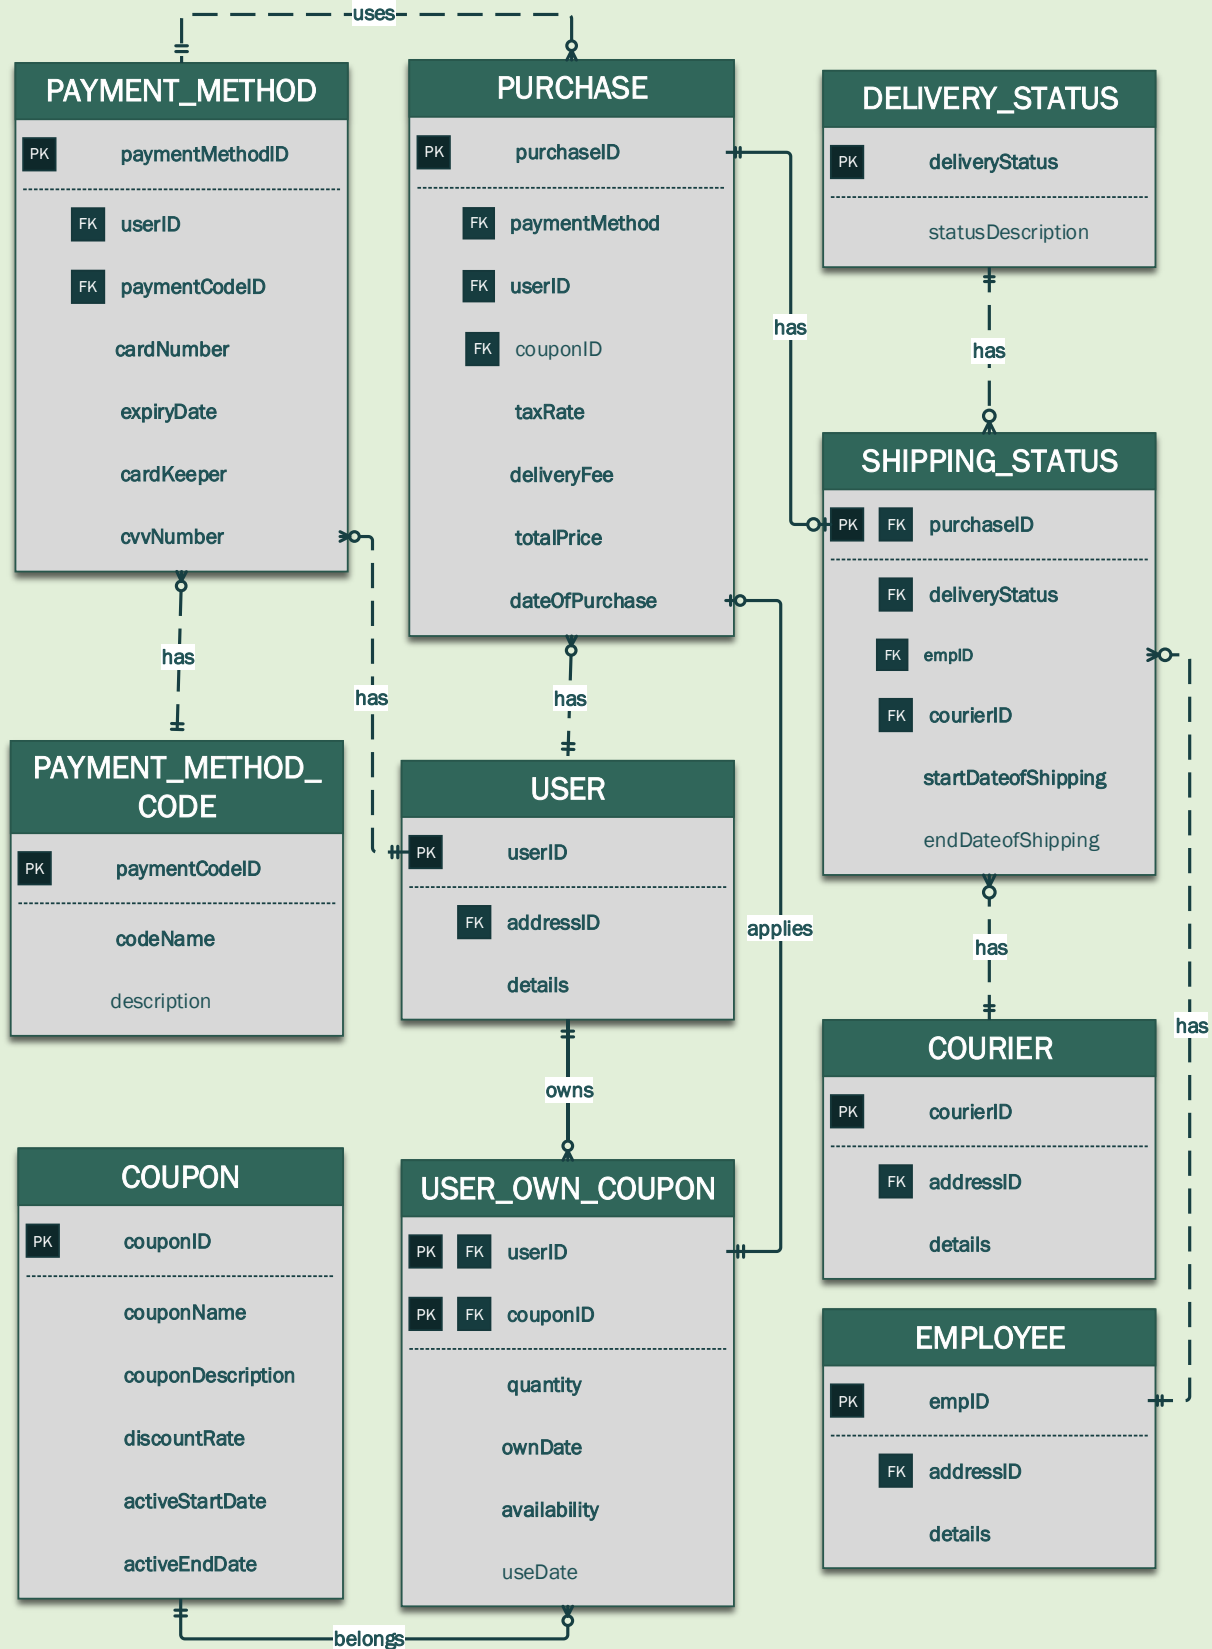 uses
PAYMENT_METHOD
PK paymentMethodID
FK userID
FK paymentCodeID
cardNumber
expiryDate
cardKeeper
cvvNumber
PURCHASE
PK purchaseID
FK paymentMethod
FK userID
FK couponID
taxRate
deliveryFee
totalPrice
dateOfPurchase
DELIVERY_STATUS
PK deliveryStatus
statusDescription
has
has
SHIPPING_STATUS
PK FK purchaseID
FK deliveryStatus
FK empID
FK courierID
startDateofShipping
endDateofShipping
has
has
has
PAYMENT_METHOD_
CODE
PK paymentCodeID
codeName
description
USER
PK userID
FK addressID
details
applies
has
has
COURIER
PK courierID
FK addressID
details
owns
COUPON
PK couponID
couponName
couponDescription
discountRate
activeStartDate
activeEndDate
USER_OWN_COUPON
PK FK userID
PK FK couponID
quantity
ownDate
availability
useDate
EMPLOYEE
PK empID
FK addressID
details
belongs